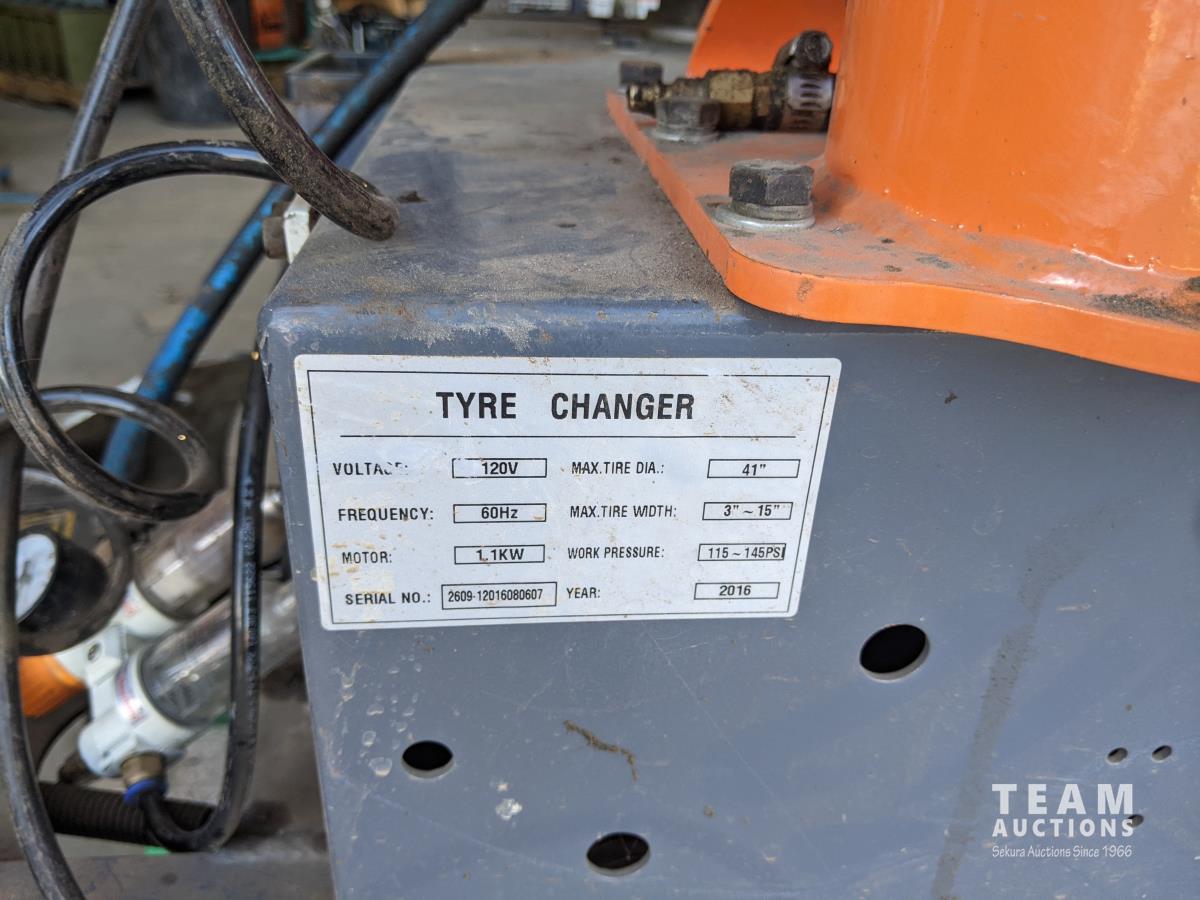 TYRE CHANGER
VOLTAGE: 120V MAX.TIRE DIA.: 41"
FREQUENCY: 60Hz MAX.TIRE WIDTH: 3" ~ 15"
MOTOR: 1.1KW WORK PRESSURE: 115 ~ 145PSI
SERIAL NO.: 2609-12016080607 YEAR: 2016
TEAM
AUCTIONS
Sekura Auctions Since 1966